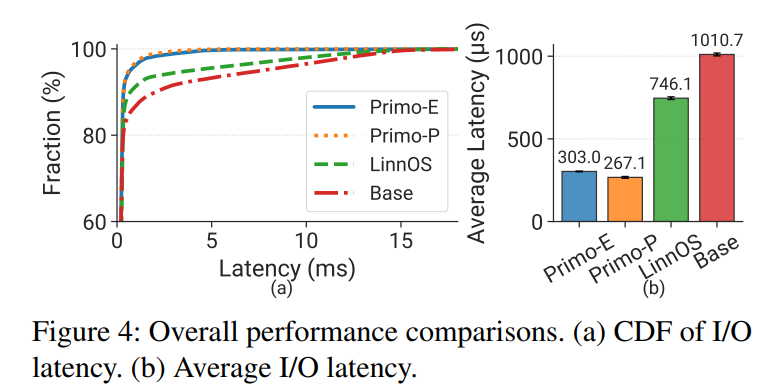 Fraction (%)
100
80
60
0
5
10
15
Latency (ms)
(a)
Primo-E
Primo-P
LinnOS
Base
Average Latency (μs)
1000
500
0
303.0
267.1
746.1
1010.7
Primo-E
Primo-P
LinnOS
Base
(b)
Figure 4: Overall performance comparisons. (a) CDF of I/O
latency. (b) Average I/O latency.